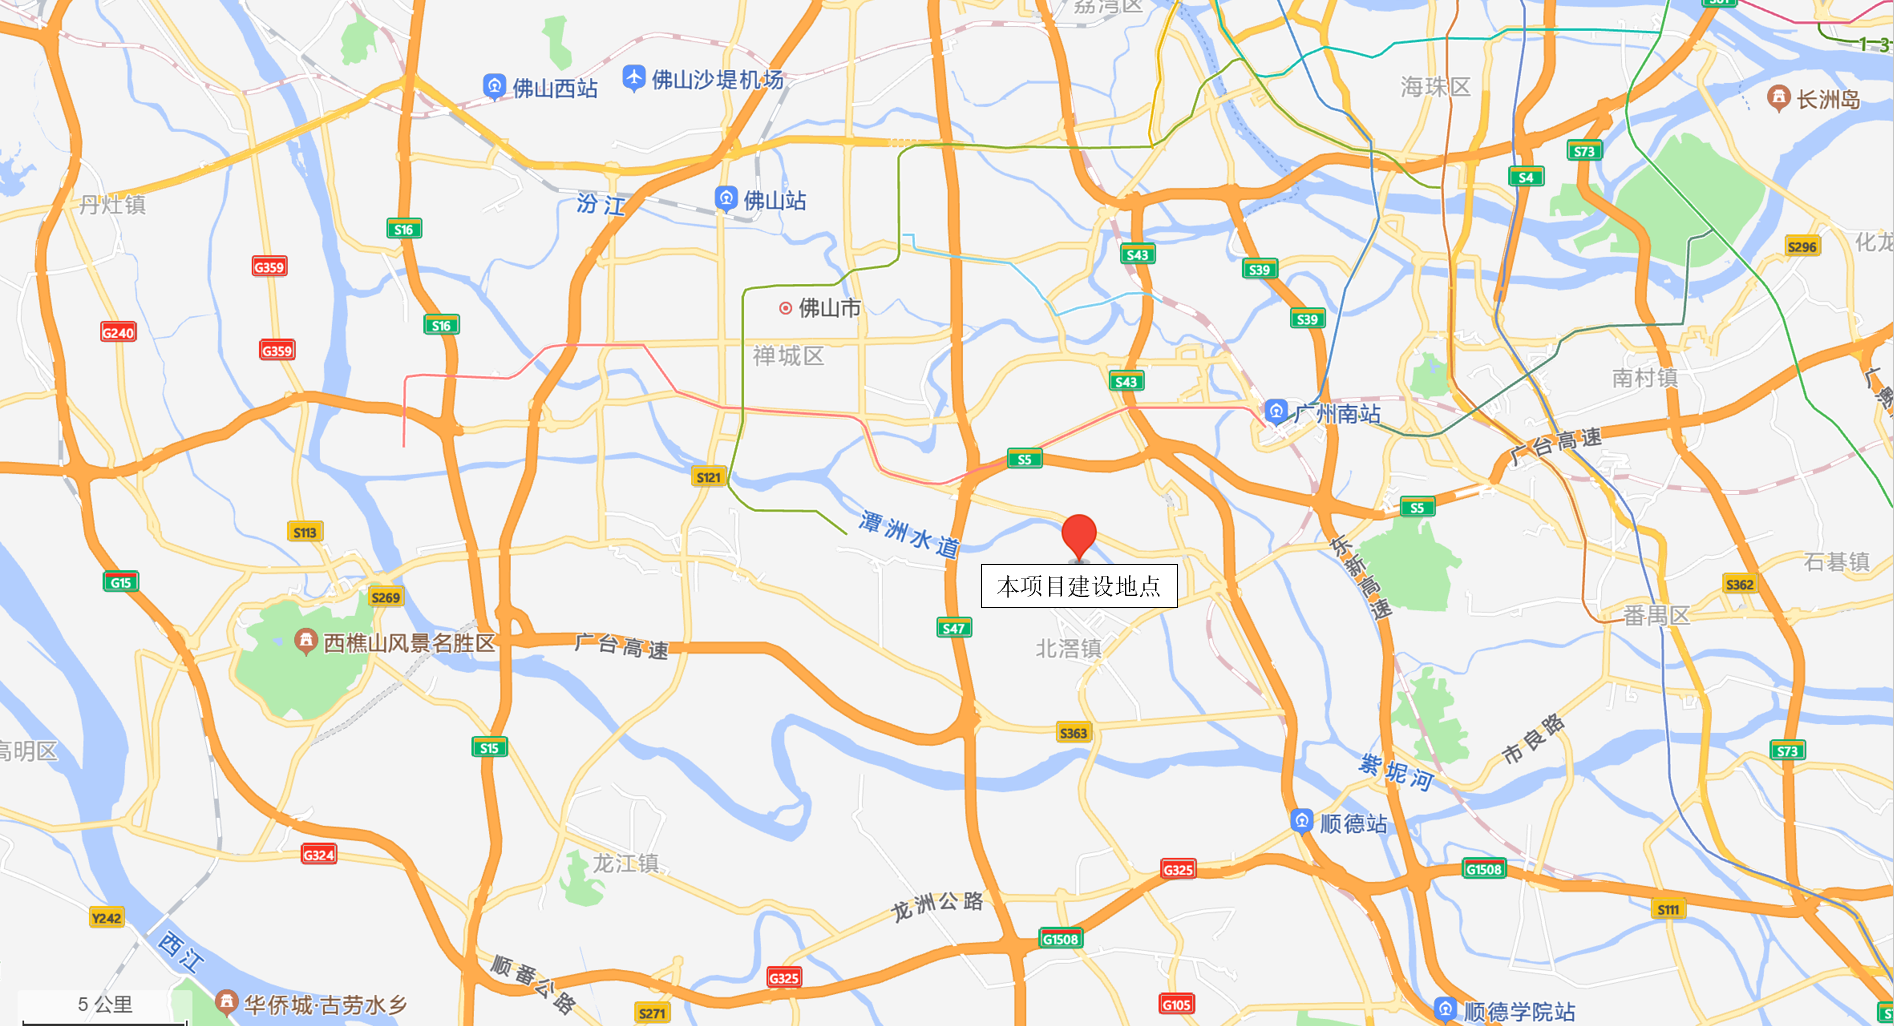 荔湾区
S81
1 3
佛山西站
佛山沙堤机场
海珠区
长洲岛
S73
S4
丹灶镇
汾江
佛山站
S16
S43
S296
化龙
G359
S39
佛山市
S39
G240
S16
G359
禅城区
S43
南村镇
广澳
广州南站
广台高速
S5
S121
S5
潭洲水道
S113
东新高速
石碁镇
G15
本项目建设地点
S362
S269
番禺区
S47
西樵山风景名胜区
广台高速
北滘镇
S363
市良路
高明区
S15
S73
紫坭河
顺德站
G324
龙江镇
G325
G1508
龙洲公路
Y242
S111
G1508
西江
顺番公路
G325
5 公里
华侨城·古劳水乡
G105
S271
顺德学院站